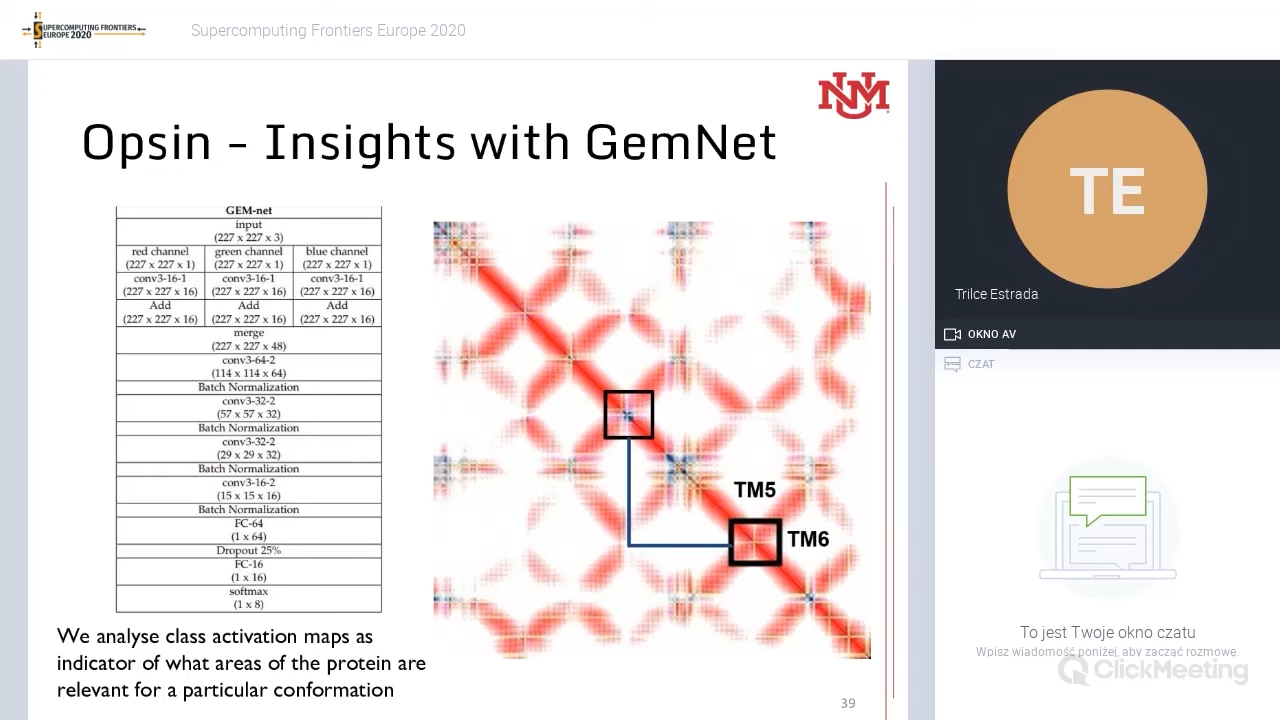 SUPERCOMPUTING FRONTIERS
EUROPE 2020
Supercomputing Frontiers Europe 2020
UNM
Opsin – Insights with GemNet
GEM-net
input
(227 x 227 x 3)
red channel green channel blue channel
(227 x 227 x 1) (227 x 227 x 1) (227 x 227 x 1)
conv3-16-1 conv3-16-1 conv3-16-1
(227 x 227 x 16) (227 x 227 x 16) (227 x 227 x 16)
Add Add Add
(227 x 227 x 16) (227 x 227 x 16) (227 x 227 x 16)
merge
(227 x 227 x 48)
conv3-64-2
(114 x 114 x 64)
Batch Normalization
conv3-32-2
(57 x 57 x 32)
Batch Normalization
conv3-32-2
(29 x 29 x 32)
Batch Normalization
conv3-16-2
(15 x 15 x 16)
Batch Normalization
FC-64
(1 x 64)
Dropout 25%
FC-16
(1 x 16)
softmax
(1 x 8)
TM5
TM6
We analyse class activation maps as
indicator of what areas of the protein are
relevant for a particular conformation
39
TE
Trilce Estrada
OKNO AV
CZAT
To jest Twoje okno czatu
Wpisz wiadomość poniżej, aby zacząć rozmowę.
ClickMeeting